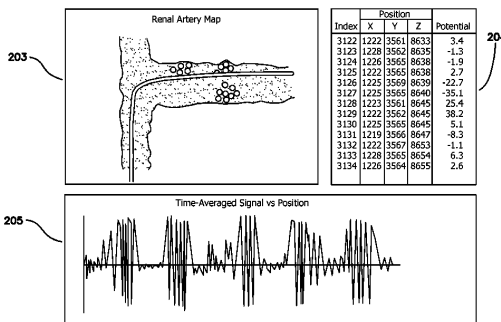 Renal Artery Map
203
Position
Index X Y Z Potential
3122 1222 3561 8633 3.4
3123 1228 3562 8635 -1.3
3124 1226 3565 8638 -1.9
3125 1222 3565 8638 2.7
3126 1225 3569 8639 -22.7
3127 1225 3565 8640 -35.1
3128 1223 3561 8645 25.4
3129 1222 3562 8645 38.2
3130 1225 3565 8645 5.1
3131 1219 3566 8647 -8.3
3132 1222 3567 8653 -1.1
3133 1228 3565 8654 6.3
3134 1226 3564 8655 2.6
Time-Averaged Signal vs Position
205